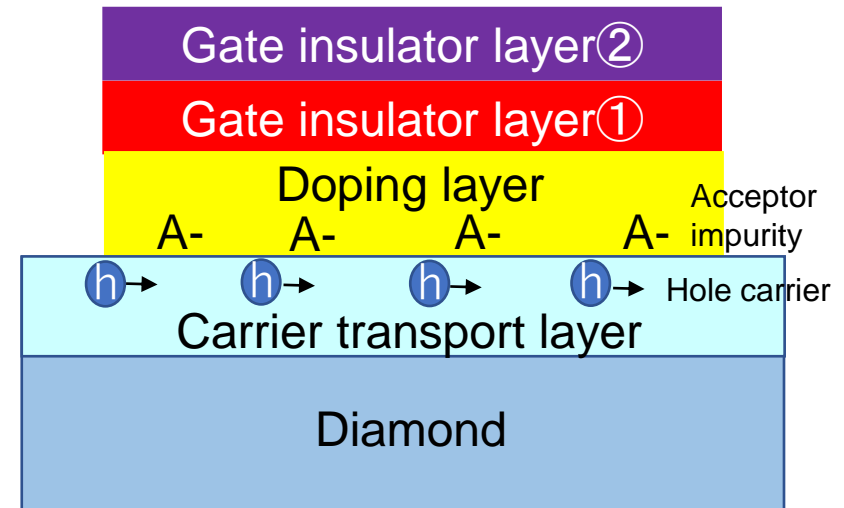 Gate insulator layer②
Gate insulator layer①
Doping layer
Acceptor
impurity
A- A- A- A-
h h h h
Hole carrier
Carrier transport layer
Diamond